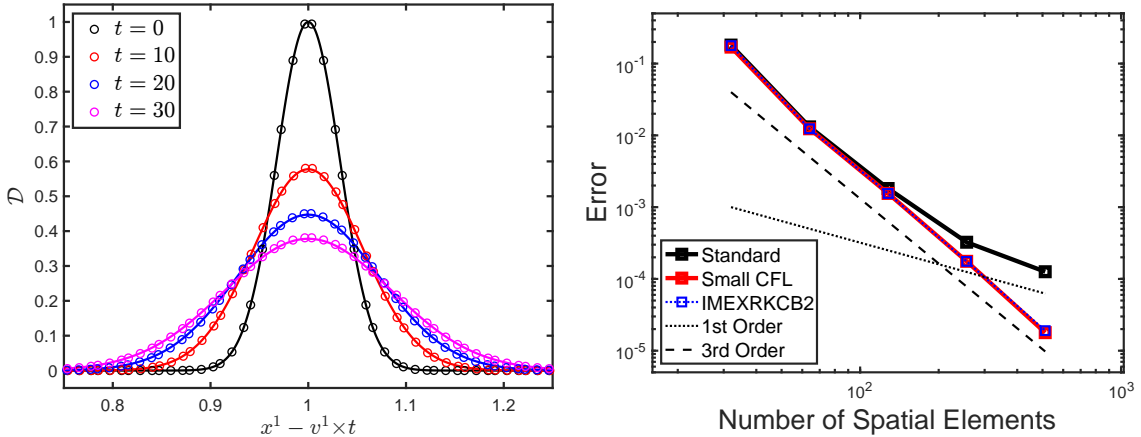 t = 0
t = 10
t = 20
t = 30
1
0.9
0.8
0.7
0.6
0.5
0.4
0.3
0.2
0.1
0
𝒟
0.8 0.9 1 1.1 1.2
x¹ − v¹×t
10⁻¹
10⁻²
10⁻³
10⁻⁴
10⁻⁵
Error
Standard
Small CFL
IMEXRKCB2
1st Order
3rd Order
10² 10³
Number of Spatial Elements